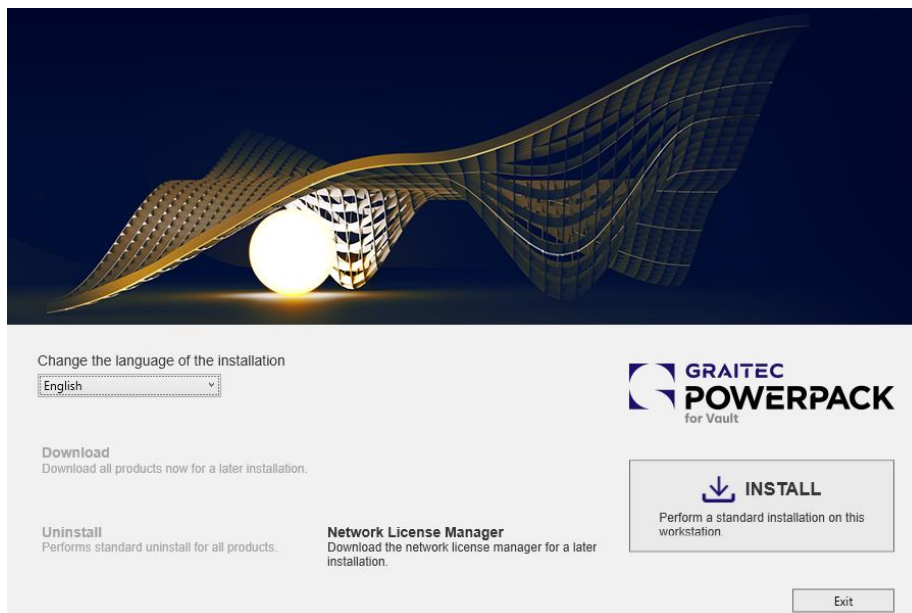 Change the language of the installation
English
GRAITEC
POWERPACK
for Vault
Download
Download all products now for a later installation.
INSTALL
Perform a standard installation on this
workstation.
Uninstall
Performs standard uninstall for all products.
Network License Manager
Download the network license manager for a later
installation.
Exit